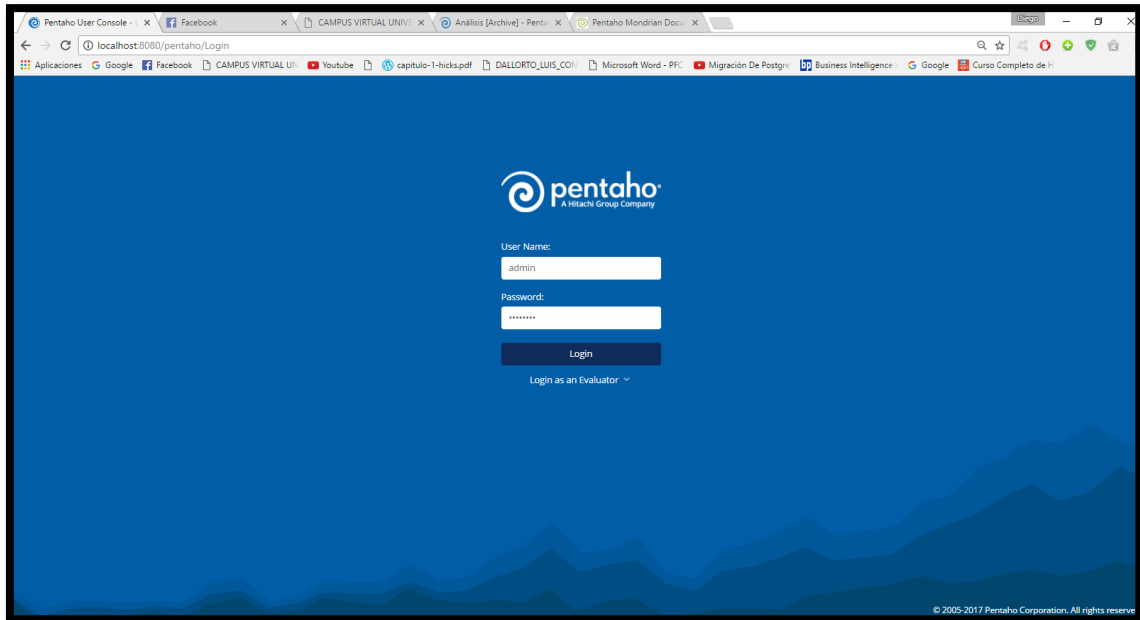 Pentaho User Console - L Facebook CAMPUS VIRTUAL UNIVE Análisis [Archive] - Penta Pentaho Mondrian Docu Diego
localhost:8080/pentaho/Login
Aplicaciones Google Facebook CAMPUS VIRTUAL UN Youtube capitulo-1-hicks.pdf DALLORTO_LUIS_CON Microsoft Word - PFC Migración De Postgre Business Intelligence Google Curso Completo de H
pentaho
A Hitachi Group Company
User Name:
admin
Password:
••••••••
Login
Login as an Evaluator
© 2005-2017 Pentaho Corporation. All rights reserve